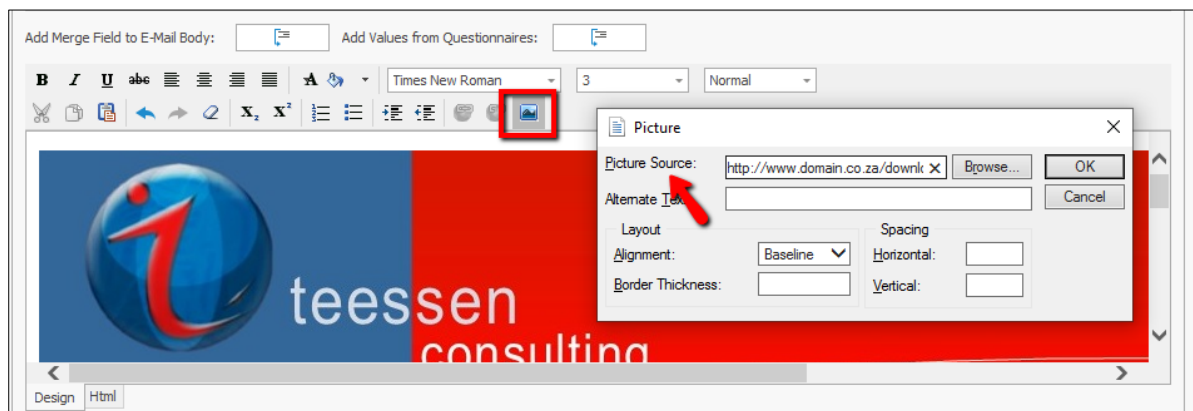 Add Merge Field to E-Mail Body: Add Values from Questionnaires:
B I U abc A Times New Roman 3 Normal
X₂ X²
Picture
Picture Source: http://www.domain.co.za/downl Browse... OK
Alternate Te Cancel
Layout Spacing
Alignment: Baseline Horizontal:
Border Thickness: Vertical:
i
teessen
consulting
Design Html